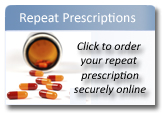 Repeat Prescriptions
Click to order
your repeat
prescription
securely online